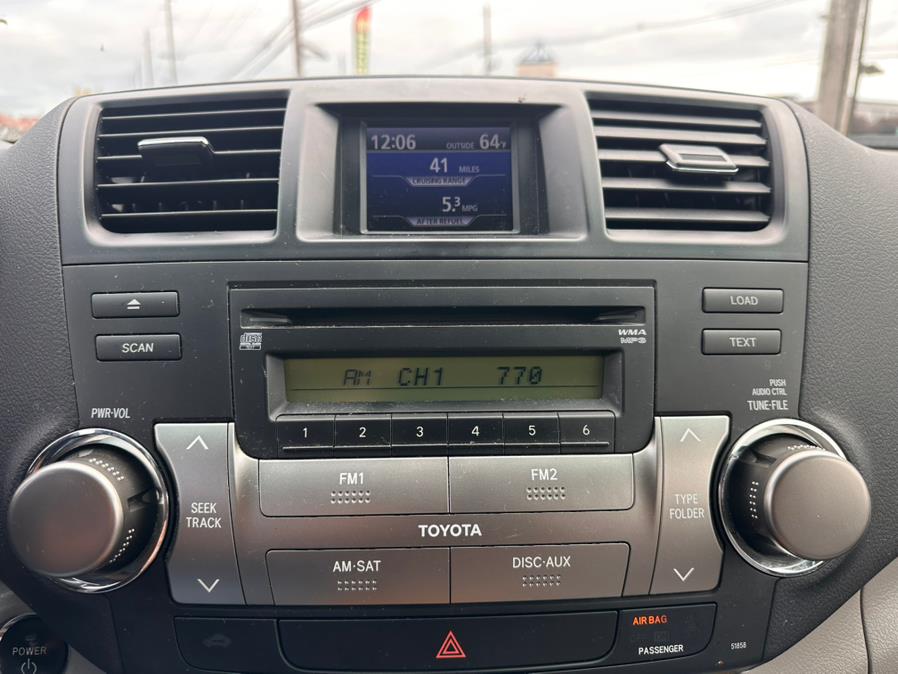 12:06 OUTSIDE 64°F
41 MILES
CRUISING RANGE
5.3 MPG
AFTER REFUEL
LOAD
SCAN
TEXT
WMA
MP3
AM CH1 770
PUSH
AUDIO CTRL
TUNE·FILE
PWR·VOL
1 2 3 4 5 6
FM1 FM2
SEEK
TRACK
TYPE
FOLDER
TOYOTA
AM·SAT DISC·AUX
AIR BAG
OFF
PASSENGER
51858
POWER